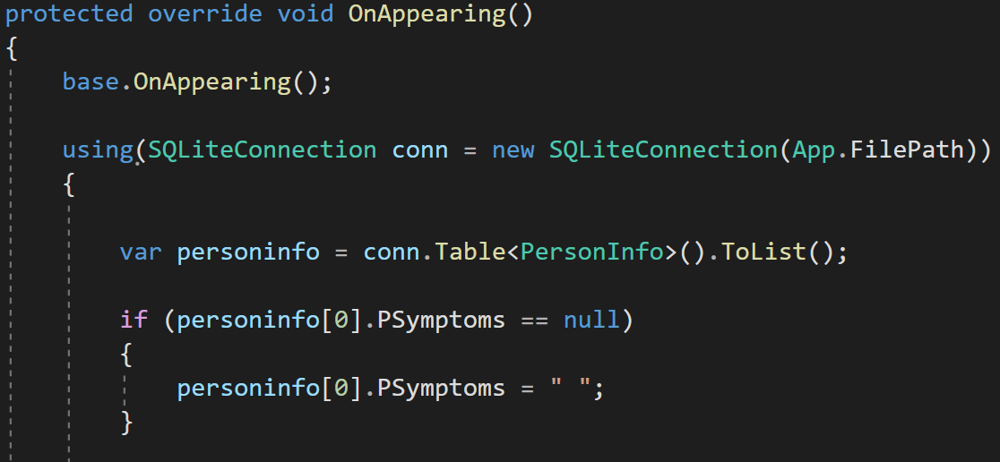 protected override void OnAppearing()
{
base.OnAppearing();
using(SQLiteConnection conn = new SQLiteConnection(App.FilePath))
{
var personinfo = conn.Table<PersonInfo>().ToList();
if (personinfo[0].PSymptoms == null)
{
personinfo[0].PSymptoms = " ";
}